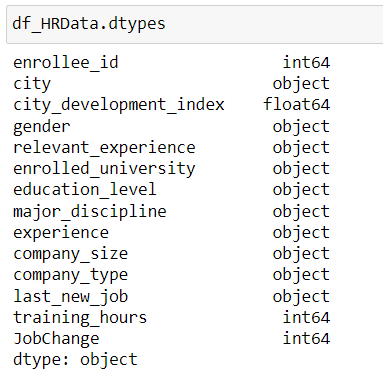 df_HRData.dtypes
enrollee_id int64
city object
city_development_index float64
gender object
relevant_experience object
enrolled_university object
education_level object
major_discipline object
experience object
company_size object
company_type object
last_new_job object
training_hours int64
JobChange int64
dtype: object